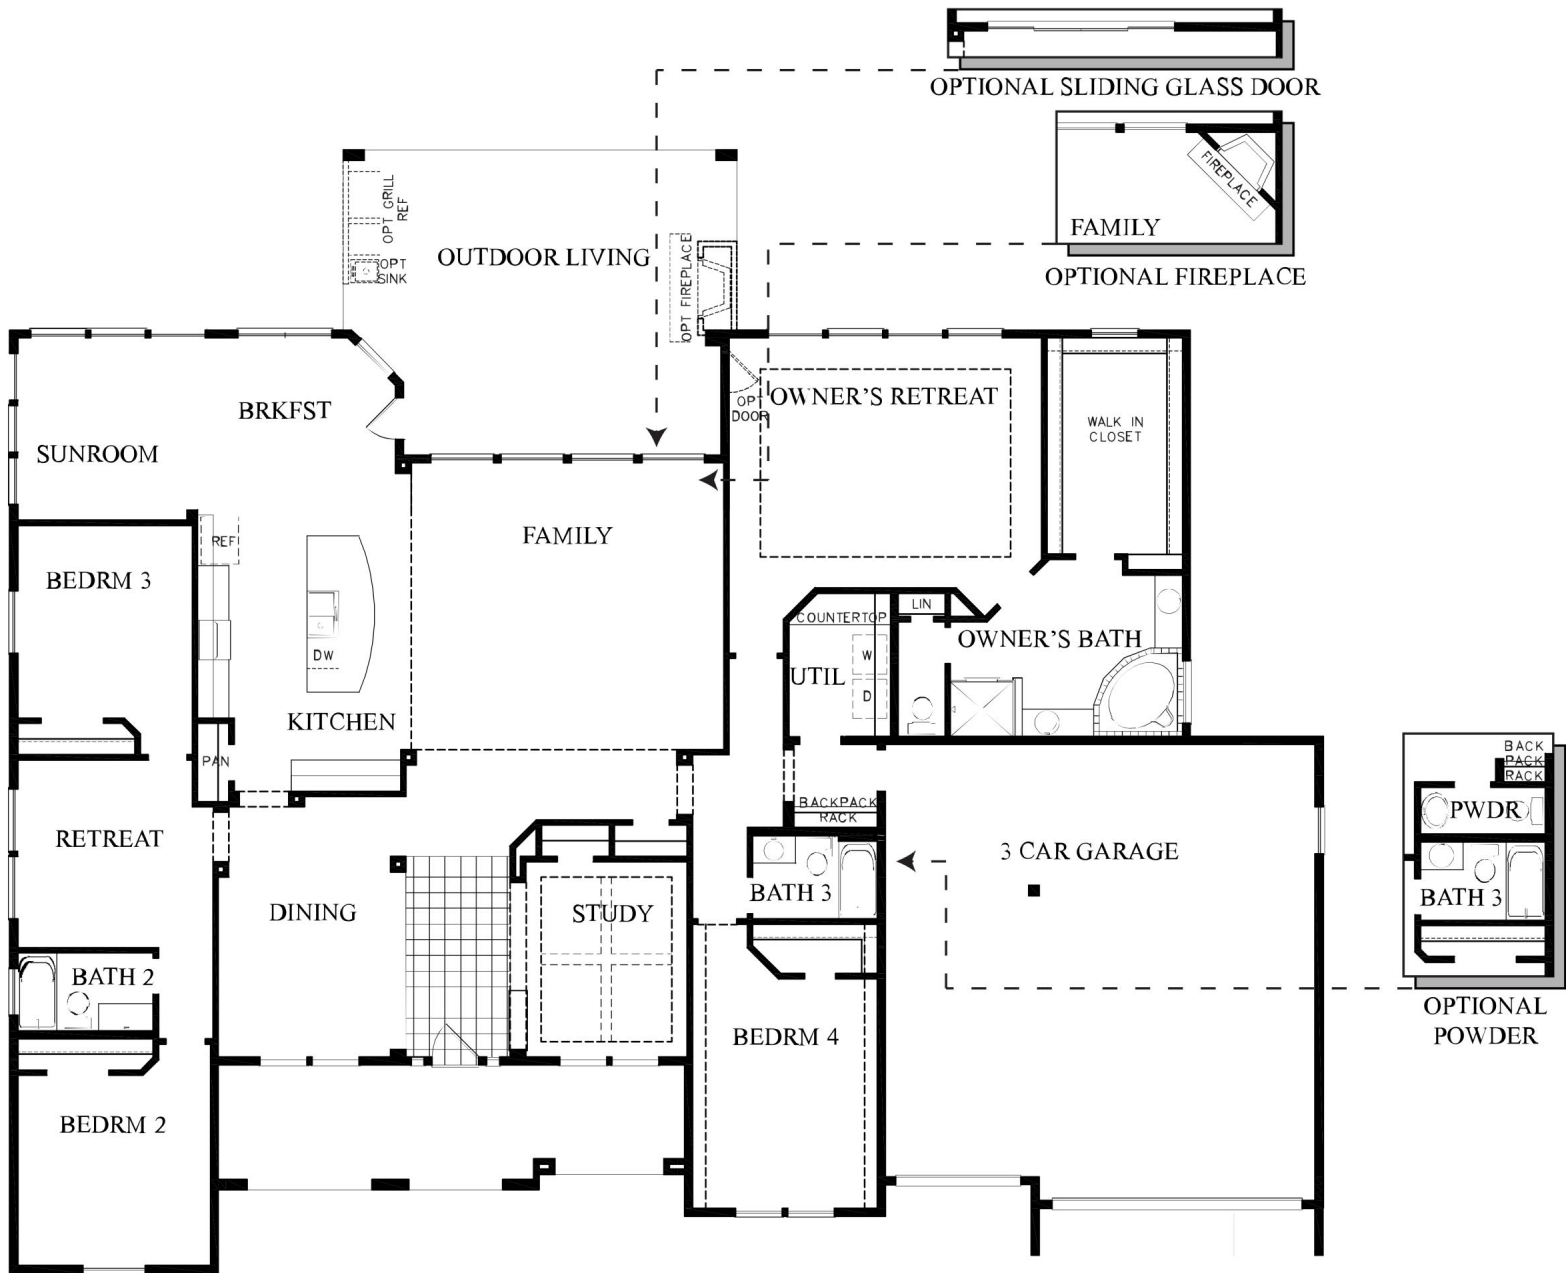 OPTIONAL SLIDING GLASS DOOR
FIREPLACE
FAMILY
OPTIONAL FIREPLACE
OPT GRILL
REF
OPT
SINK
OUTDOOR LIVING
OPT FIREPLACE
BRKFST
SUNROOM
OPT
DOOR
OWNER'S RETREAT
WALK IN
CLOSET
REF
FAMILY
BEDRM 3
DW
KITCHEN
PAN
COUNTERTOP
LIN
W
D
UTIL
OWNER'S BATH
BACKPACK
RACK
RETREAT
DINING
STUDY
BATH 3
3 CAR GARAGE
BACK
PACK
RACK
PWDR
BATH 3
OPTIONAL
POWDER
BATH 2
BEDRM 4
BEDRM 2